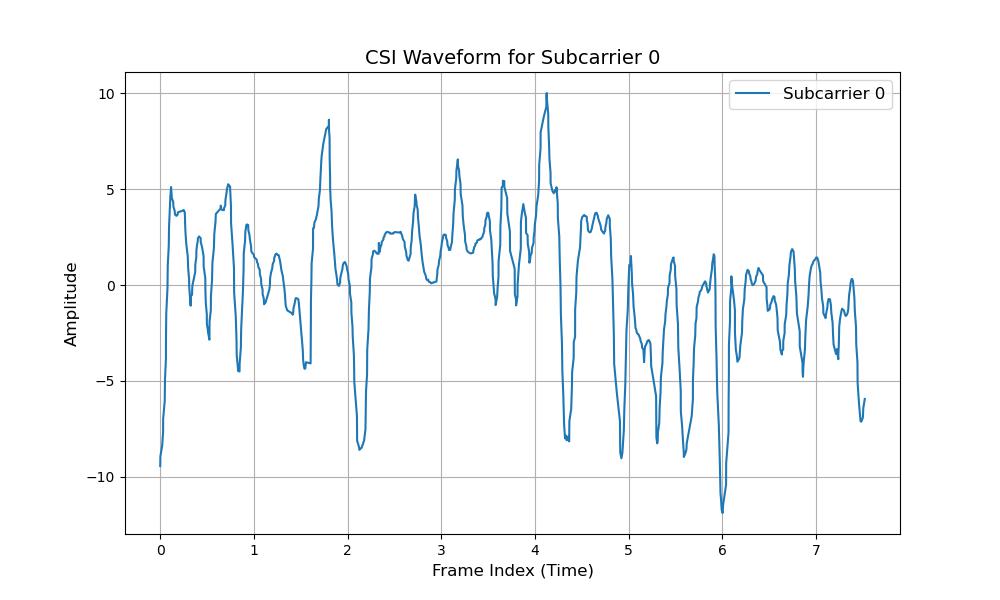 CSI Waveform for Subcarrier 0
Subcarrier 0
Amplitude
10
5
0
−5
−10
0 1 2 3 4 5 6 7
Frame Index (Time)